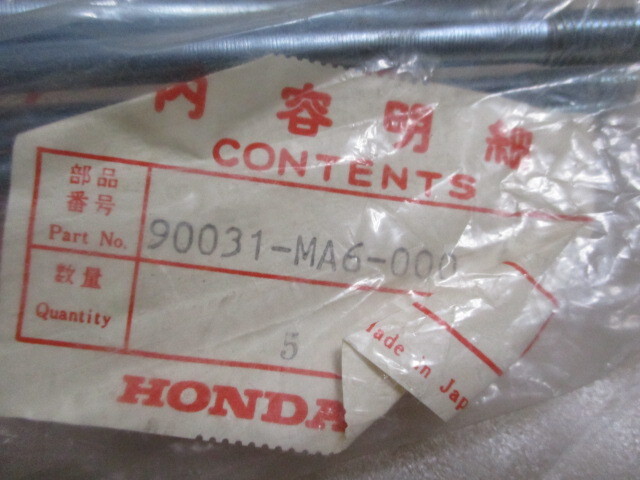 内容明細
CONTENTS
部品
番号
Part No.
90031-MA6-000
数量
Quantity
5
Made in Jap
HONDA